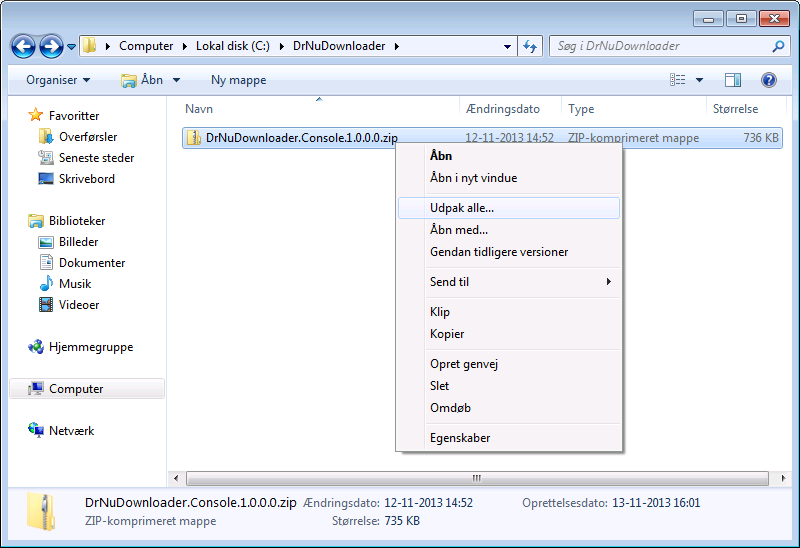 Computer Lokal disk (C:) DrNuDownloader
Søg i DrNuDownloader
Organiser Åbn Ny mappe
Navn Ændringsdato Type Størrelse
DrNuDownloader.Console.1.0.0.0.zip 12-11-2013 14:52 ZIP-komprimeret mappe 736 KB
Favoritter
Overførsler
Seneste steder
Skrivebord
Biblioteker
Billeder
Dokumenter
Musik
Videoer
Hjemmegruppe
Computer
Netværk
Åbn
Åbn i nyt vindue
Udpak alle...
Åbn med...
Gendan tidligere versioner
Send til
Klip
Kopier
Opret genvej
Slet
Omdøb
Egenskaber
DrNuDownloader.Console.1.0.0.0.zip Ændringsdato: 12-11-2013 14:52 Oprettelsesdato: 13-11-2013 16:01
ZIP-komprimeret mappe Størrelse: 735 KB